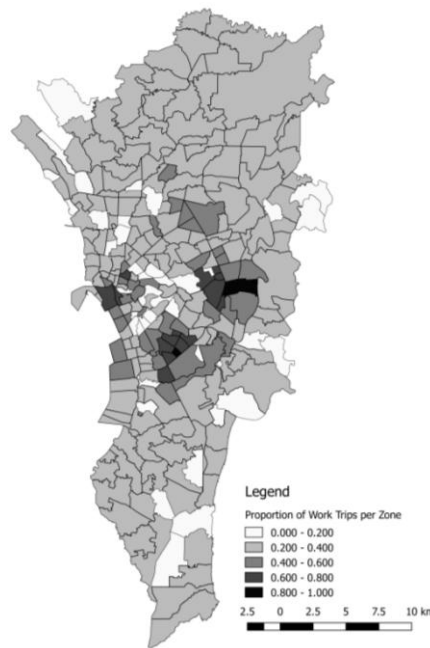 Legend
Proportion of Work Trips per Zone
0.000 - 0.200
0.200 - 0.400
0.400 - 0.600
0.600 - 0.800
0.800 - 1.000
2.5 0 2.5 5 7.5 10 km